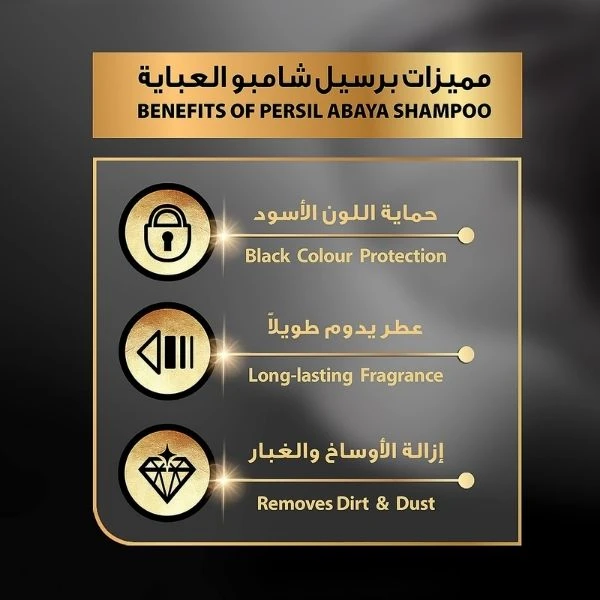 مميزات برسيل شامبو العباية
BENEFITS OF PERSIL ABAYA SHAMPOO
حماية اللون الأسود
Black Colour Protection
عطر يدوم طويلاً
Long-lasting Fragrance
إزالة الأوساخ والغبار
Removes Dirt & Dust